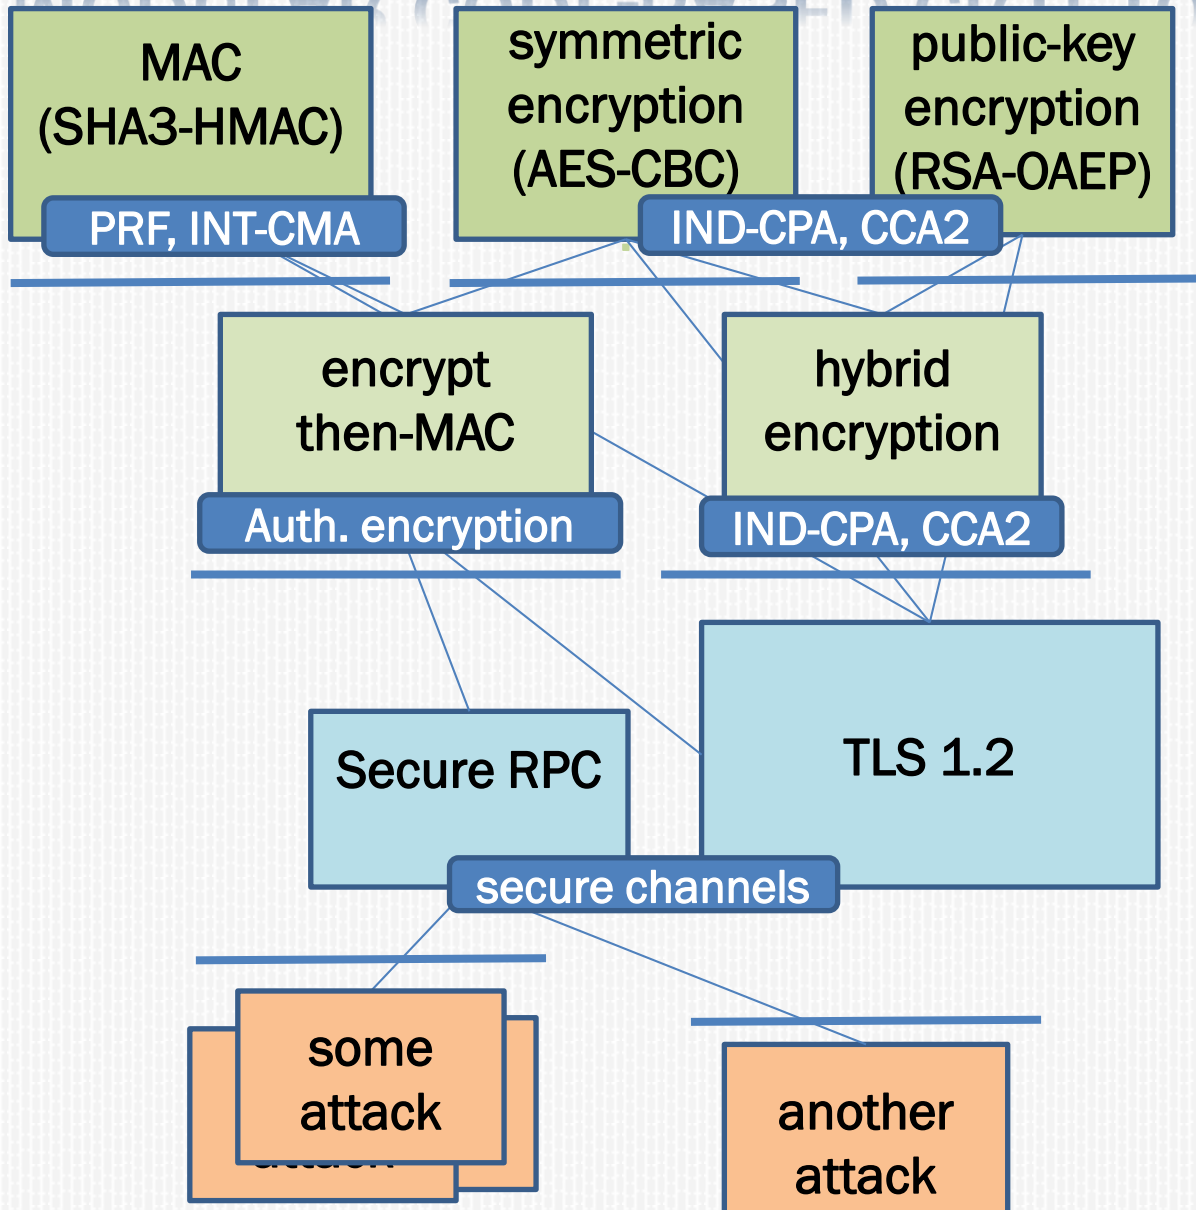 MAC
(SHA3-HMAC)
PRF, INT-CMA
symmetric
encryption
(AES-CBC)
public-key
encryption
(RSA-OAEP)
IND-CPA, CCA2
encrypt
then-MAC
Auth. encryption
hybrid
encryption
IND-CPA, CCA2
Secure RPC
TLS 1.2
secure channels
some
attack
attack
another
attack